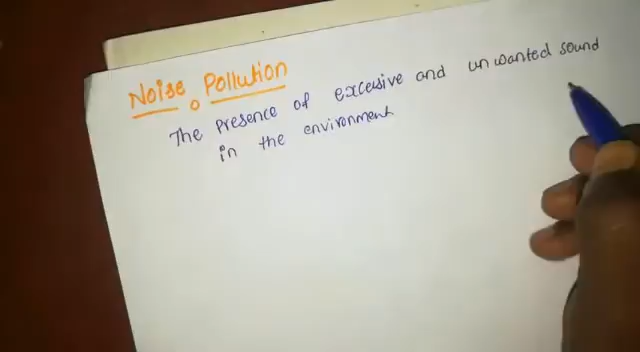 Noise Pollution
The presence of excessive and unwanted sound
in the environment